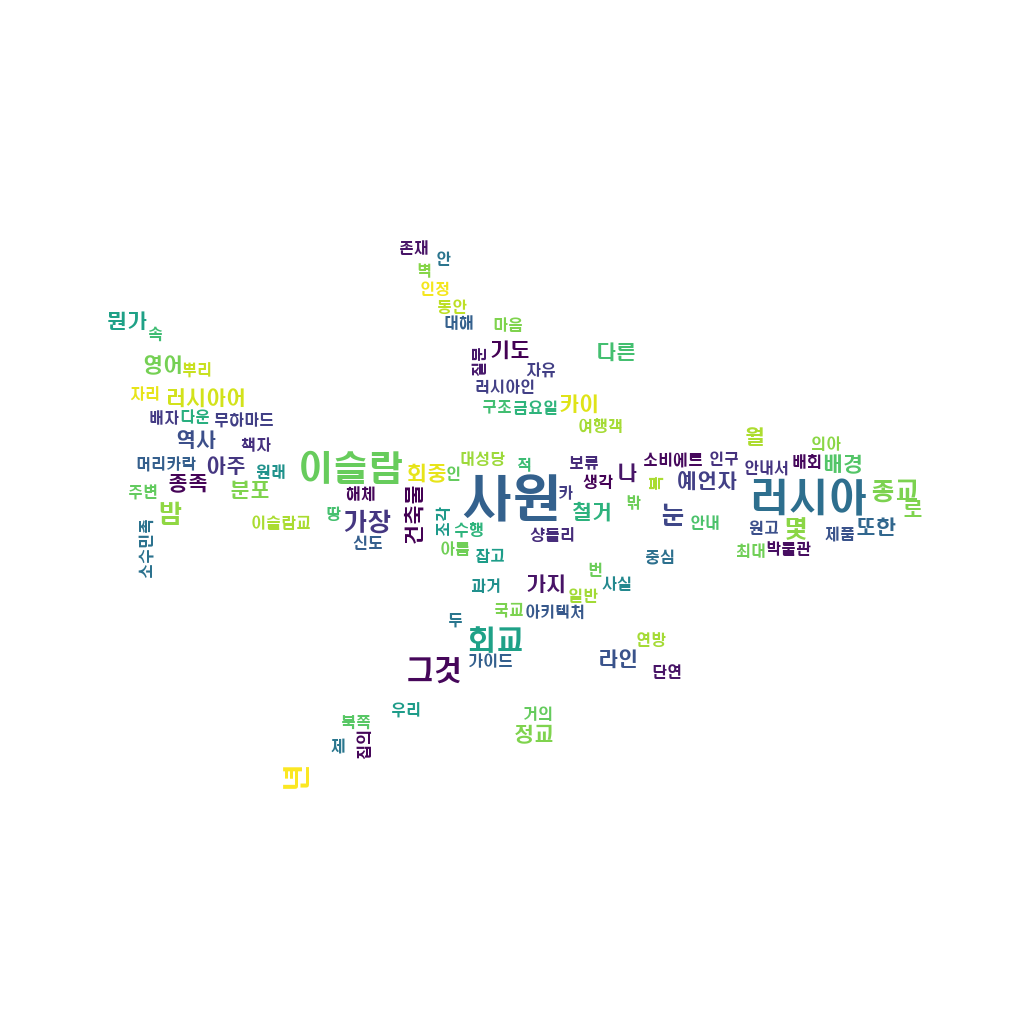 존재
안
벽
인정
동안
대해
마음
뭔가
속
기도
다른
질문
영어
뿌리
자유
러시아인
자리
러시아어
구조
금요일
카이
배자
다운
무하마드
여행객
월
역사
책자
의아
머리카락
아주
원래
이슬람
회중
인
대성당
적
보류
나
소비에트
인구
안내서
배회
배경
종족
주변
분포
해체
사원
카
생각
북
예언자
러시아
종교
도
밤
땅
가장
건축물
조각
수행
철거
밖
눈
안내
원고
몇
제품
또한
이슬람교
신도
샹들리
소수민족
아름
잡고
중심
최대
박물관
과거
가지
번
일반
사실
두
국교
아키텍처
회교
가이드
연방
라인
단연
그것
우리
북쪽
거의
정교
제
집의
년